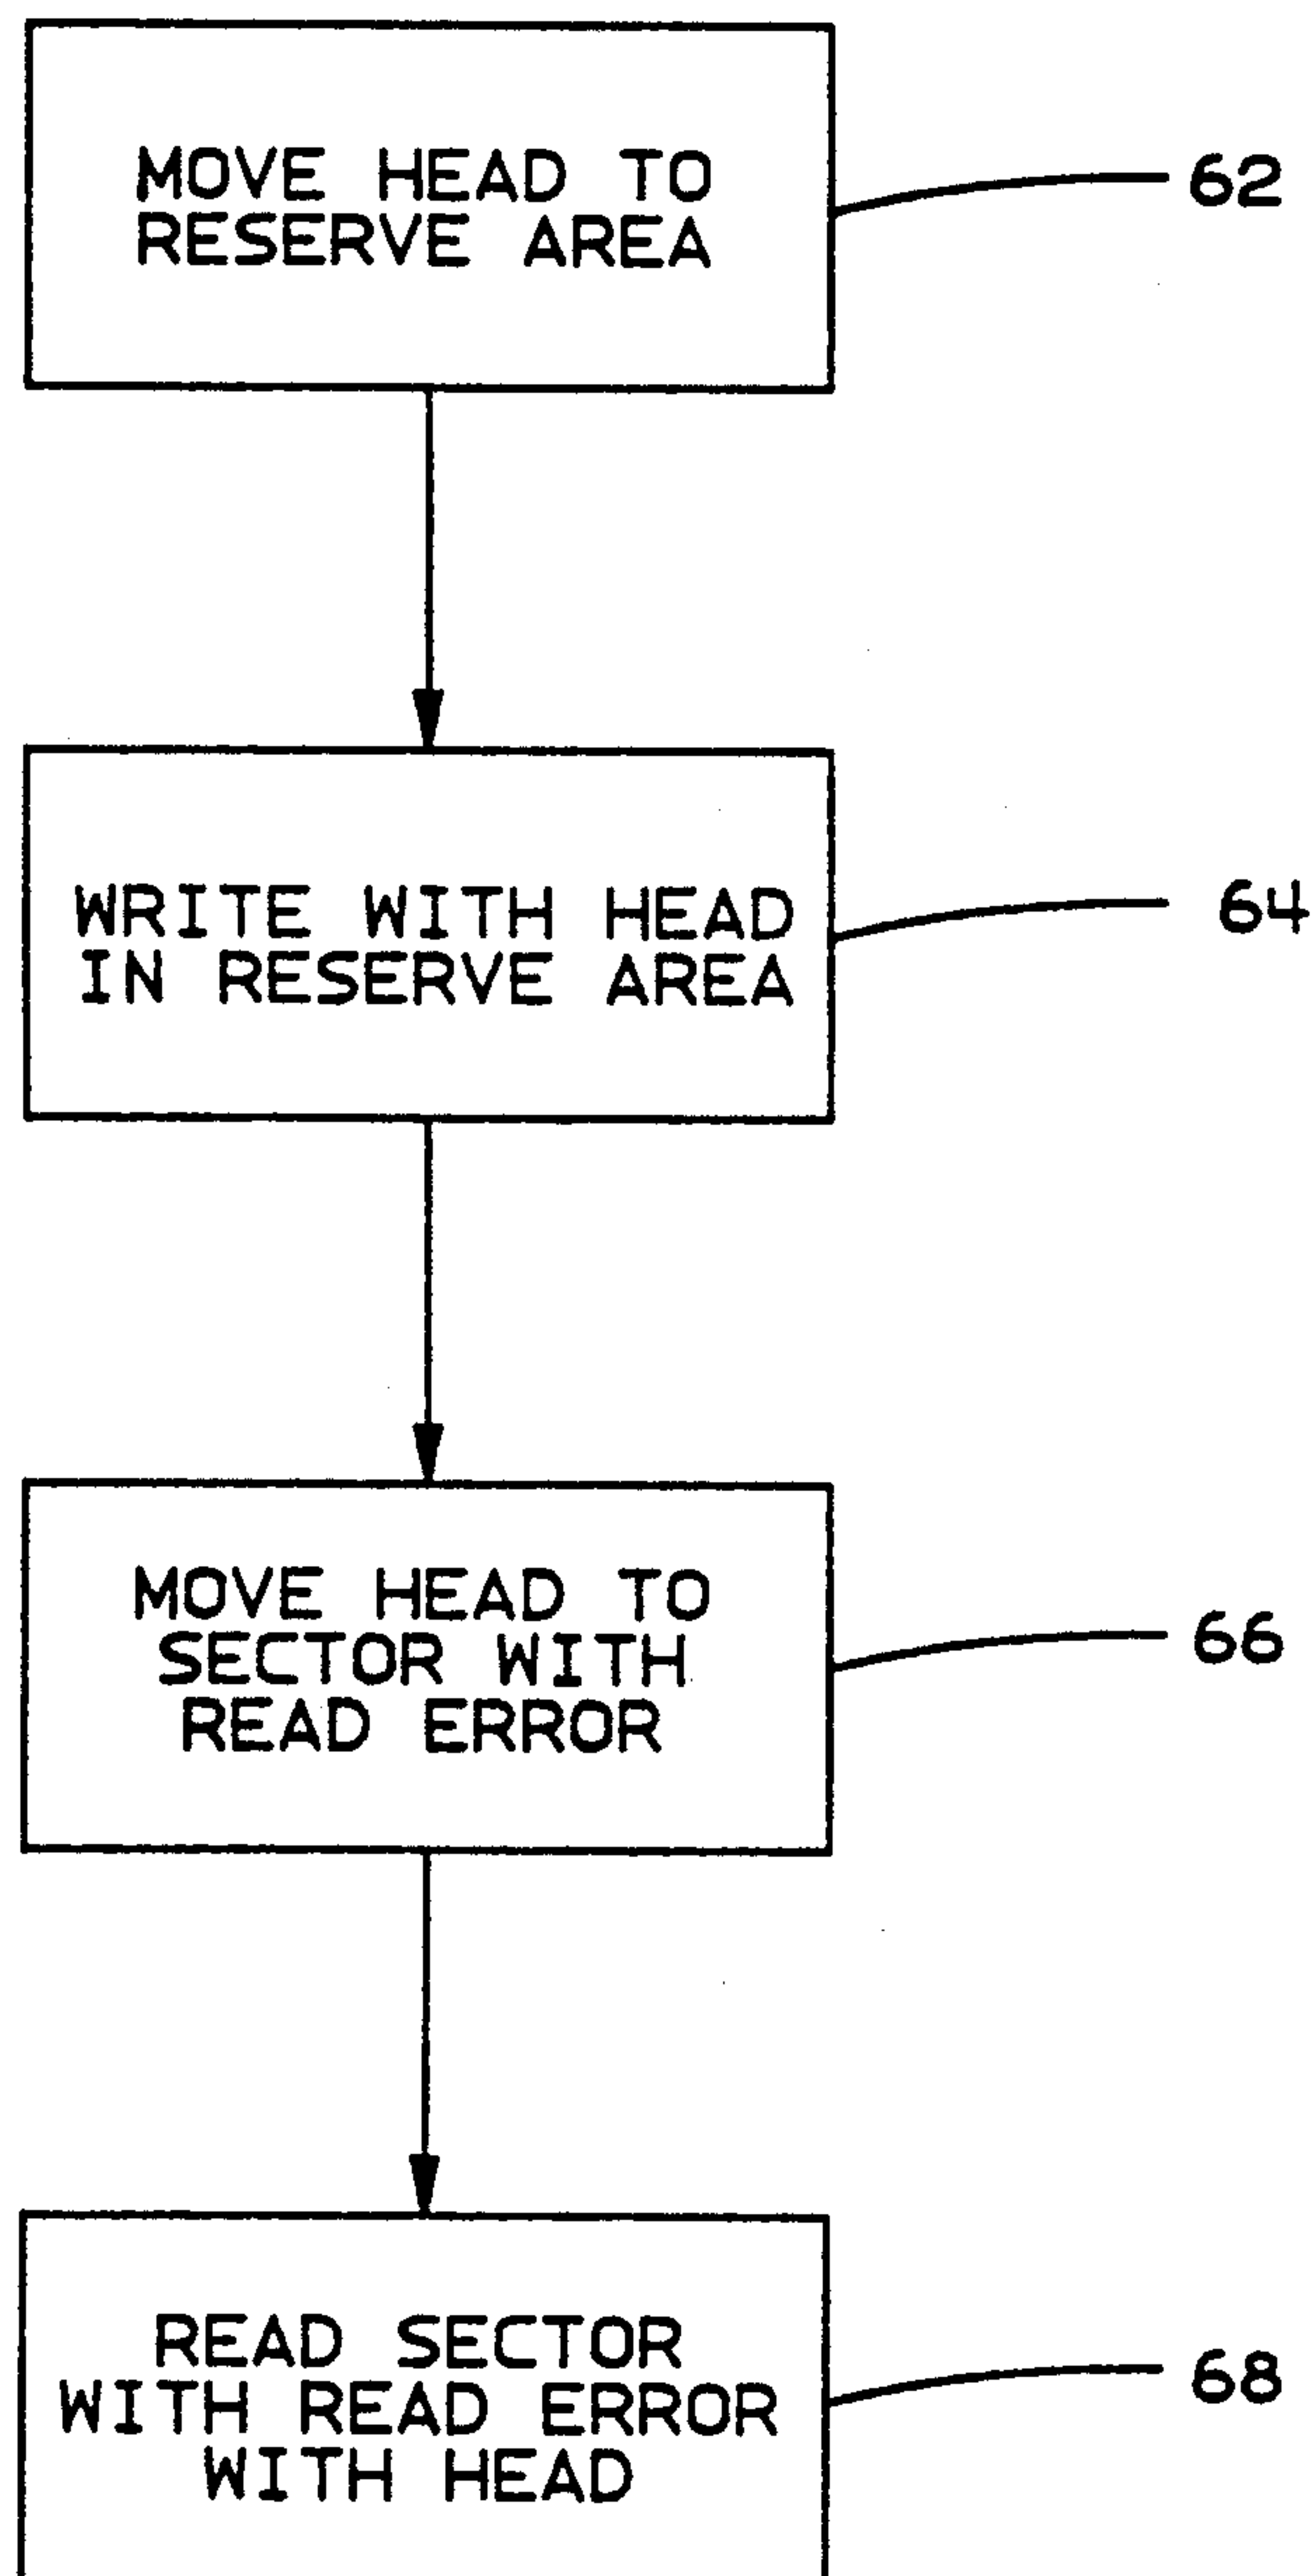 MOVE HEAD TO
RESERVE AREA
62
WRITE WITH HEAD
IN RESERVE AREA
64
MOVE HEAD TO
SECTOR WITH
READ ERROR
66
READ SECTOR
WITH READ ERROR
WITH HEAD
68